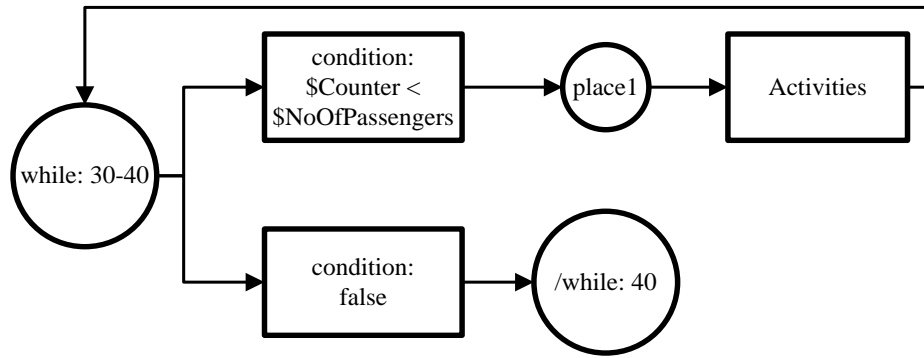 condition:
$Counter <
$NoOfPassengers
place1
Activities
while: 30-40
condition:
false
/while: 40